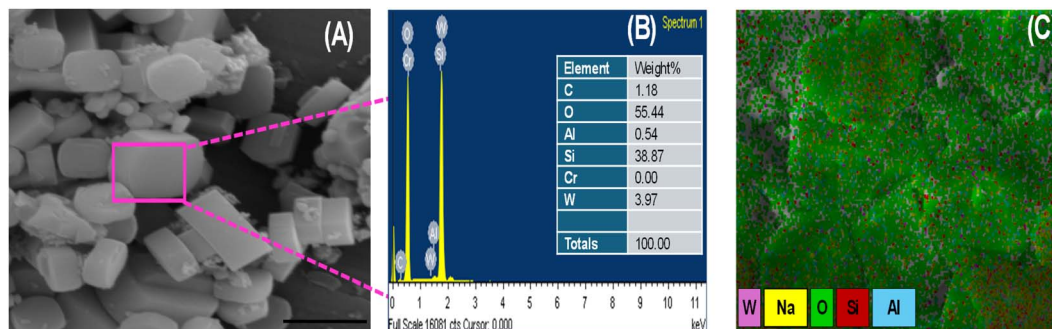 (A)
(B)
Spectrum 1
O
Cr
W
Si
Al
W
C
Element Weight%
C 1.18
O 55.44
Al 0.54
Si 38.87
Cr 0.00
W 3.97
Totals 100.00
0 1 2 3 4 5 6 7 8 9 10 11
Full Scale 16081 cts Cursor: 0.000 keV
(C)
W Na O Si Al